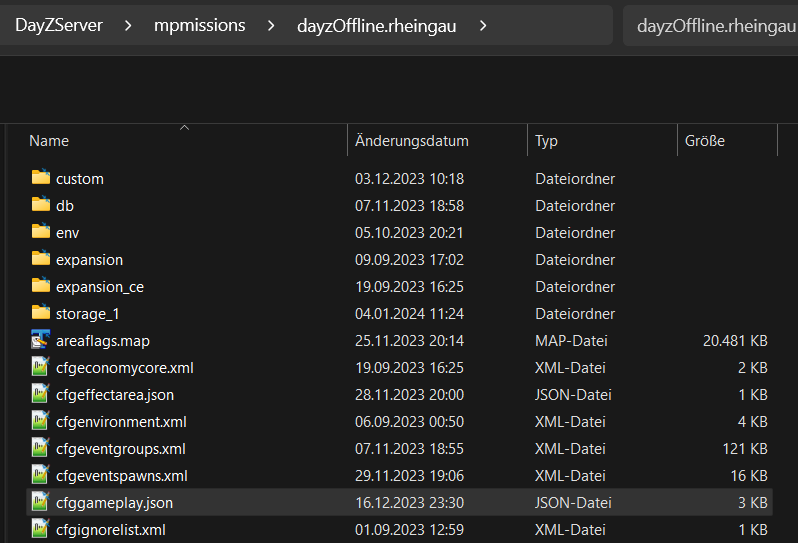 DayZServer > mpmissions > dayzOffline.rheingau > dayzOffline.rheingau
Name Änderungsdatum Typ Größe
custom 03.12.2023 10:18 Dateiordner
db 07.11.2023 18:58 Dateiordner
env 05.10.2023 20:21 Dateiordner
expansion 09.09.2023 17:02 Dateiordner
expansion_ce 19.09.2023 16:25 Dateiordner
storage_1 04.01.2024 11:24 Dateiordner
areaflags.map 25.11.2023 20:14 MAP-Datei 20.481 KB
cfgeconomycore.xml 19.09.2023 16:25 XML-Datei 2 KB
cfgeffectarea.json 28.11.2023 20:00 JSON-Datei 1 KB
cfgenvironment.xml 06.09.2023 00:50 XML-Datei 4 KB
cfgeventgroups.xml 07.11.2023 18:55 XML-Datei 121 KB
cfgeventspawns.xml 29.11.2023 19:06 XML-Datei 16 KB
cfggameplay.json 16.12.2023 23:30 JSON-Datei 3 KB
cfgignorelist.xml 01.09.2023 12:59 XML-Datei 1 KB